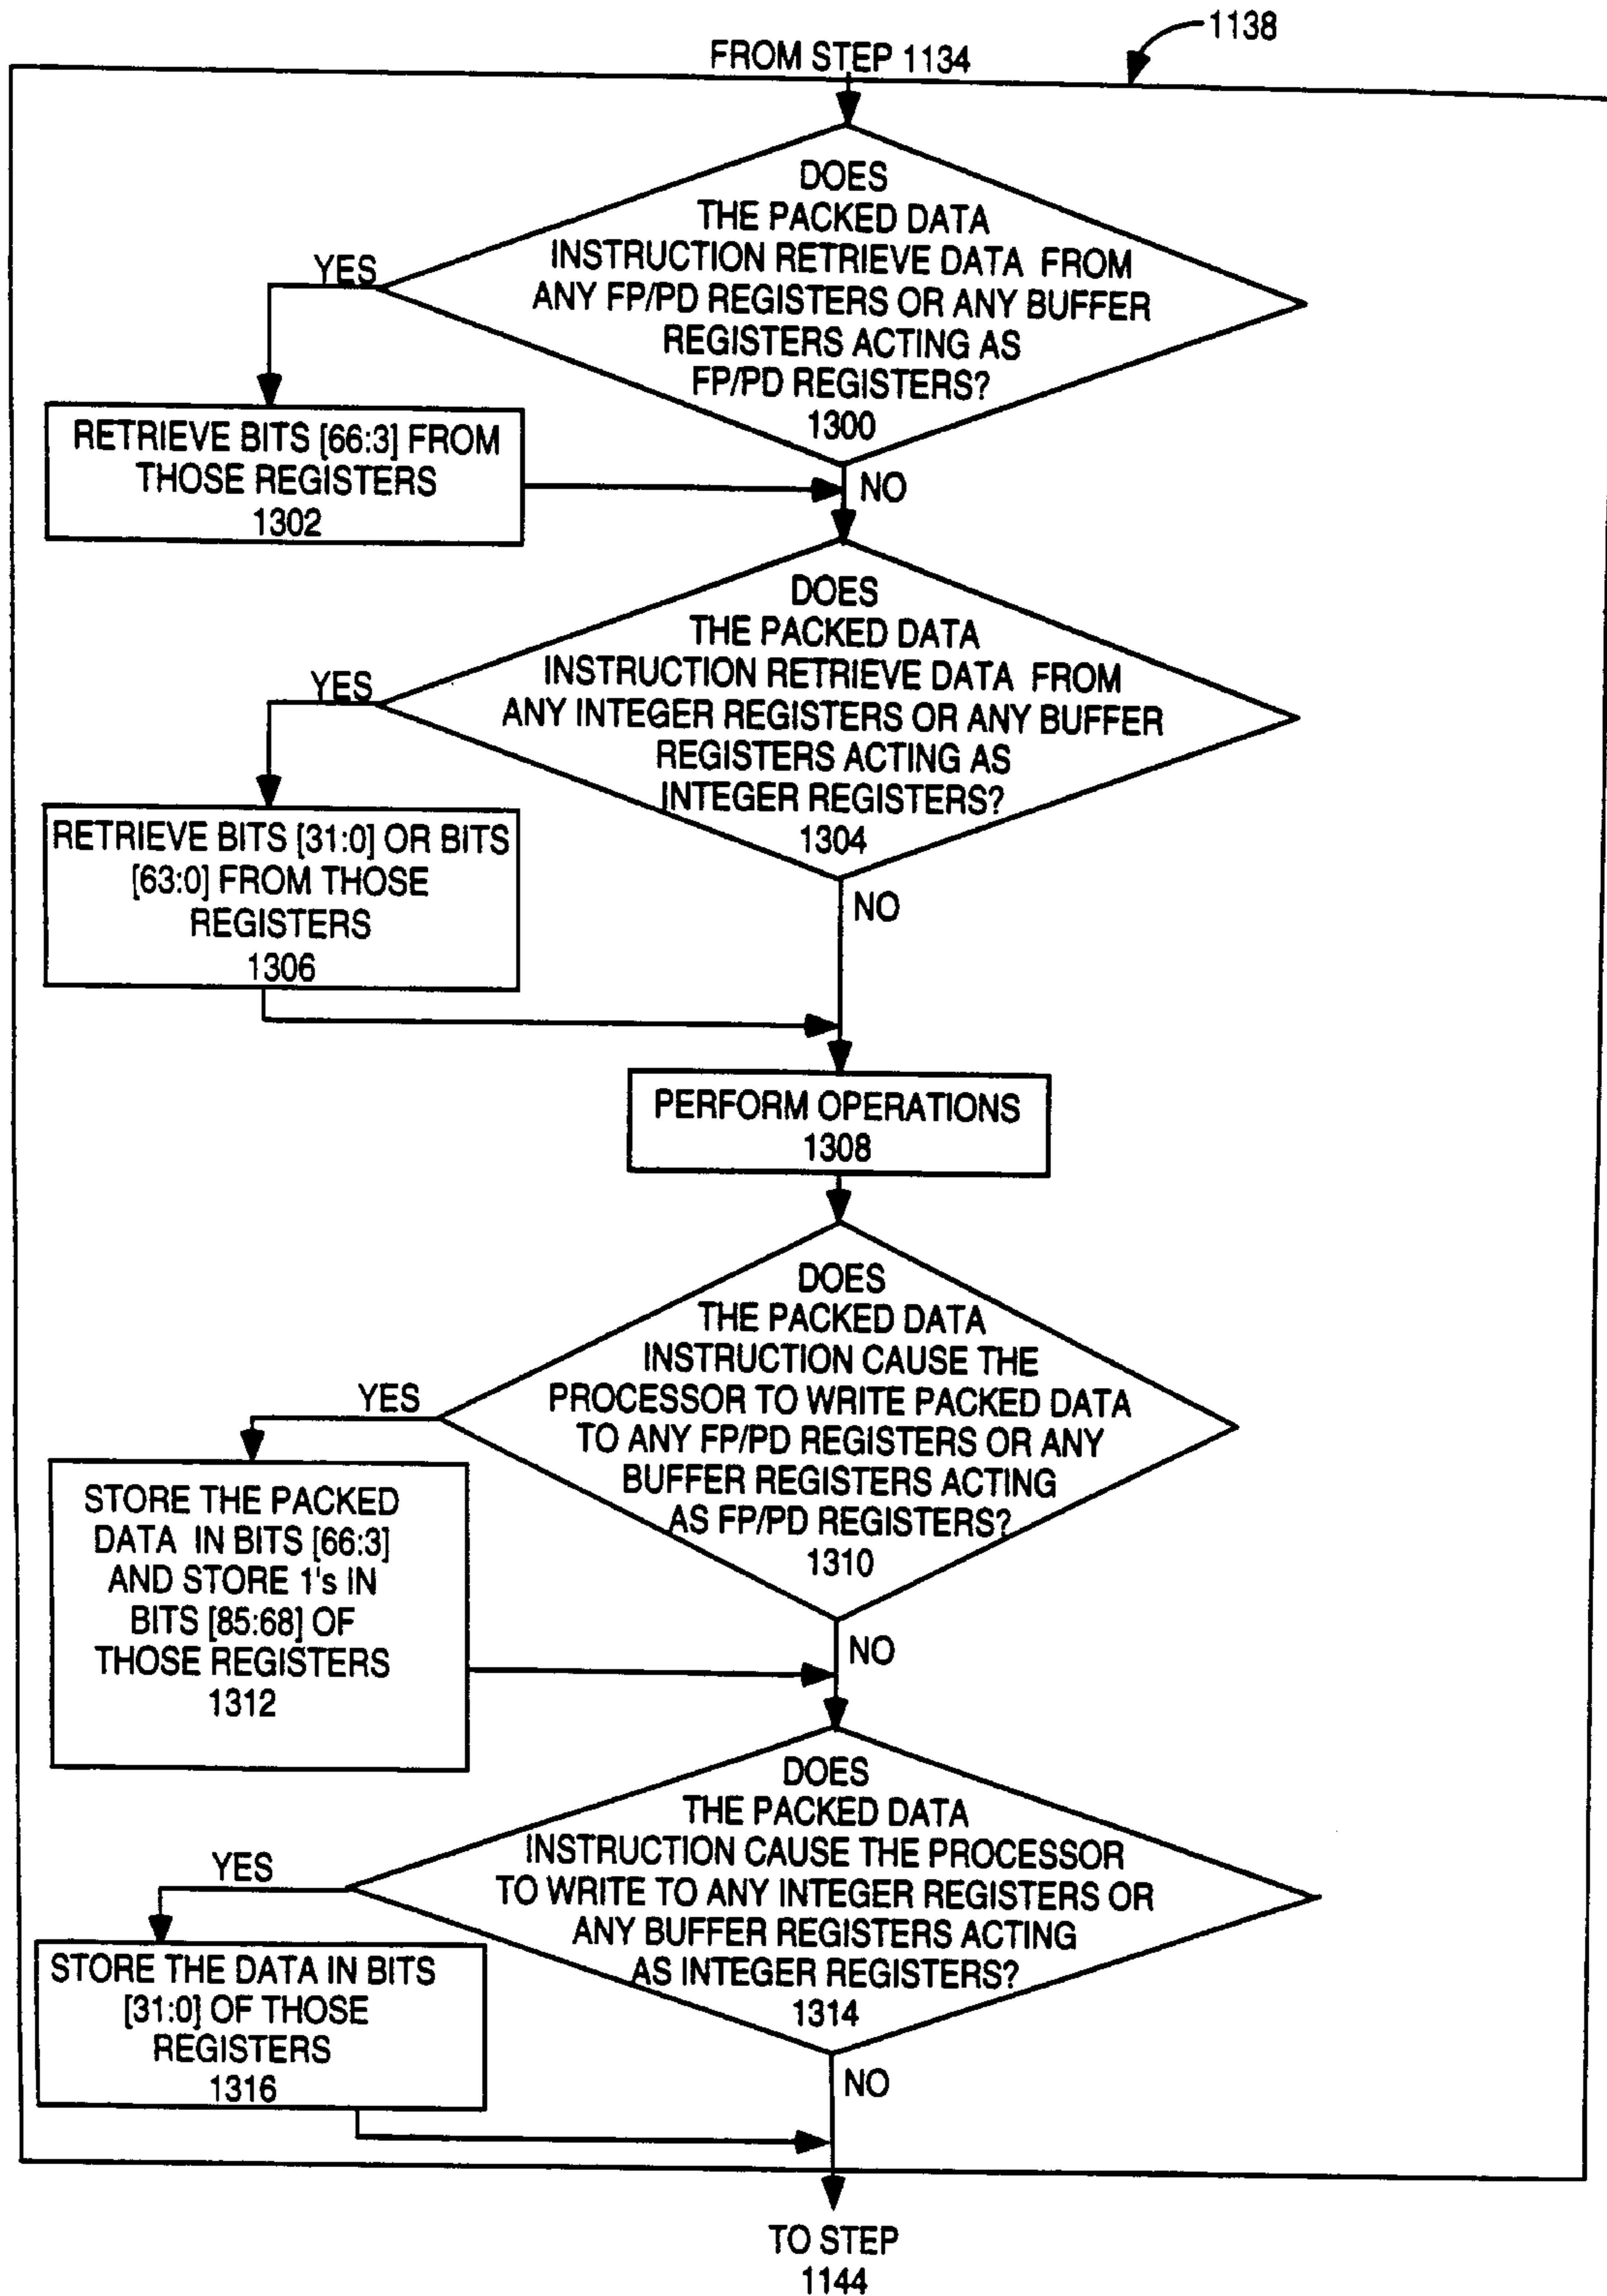 1138
FROM STEP 1134
DOES
THE PACKED DATA
INSTRUCTION RETRIEVE DATA FROM
ANY FP/PD REGISTERS OR ANY BUFFER
REGISTERS ACTING AS
FP/PD REGISTERS?
1300
YES
RETRIEVE BITS [66:3] FROM
THOSE REGISTERS
1302
NO
DOES
THE PACKED DATA
INSTRUCTION RETRIEVE DATA FROM
ANY INTEGER REGISTERS OR ANY BUFFER
REGISTERS ACTING AS
INTEGER REGISTERS?
1304
YES
RETRIEVE BITS [31:0] OR BITS
[63:0] FROM THOSE
REGISTERS
1306
NO
PERFORM OPERATIONS
1308
DOES
THE PACKED DATA
INSTRUCTION CAUSE THE
PROCESSOR TO WRITE PACKED DATA
TO ANY FP/PD REGISTERS OR ANY
BUFFER REGISTERS ACTING
AS FP/PD REGISTERS?
1310
YES
STORE THE PACKED
DATA IN BITS [66:3]
AND STORE 1's IN
BITS [85:68] OF
THOSE REGISTERS
1312
NO
DOES
THE PACKED DATA
INSTRUCTION CAUSE THE PROCESSOR
TO WRITE TO ANY INTEGER REGISTERS OR
ANY BUFFER REGISTERS ACTING
AS INTEGER REGISTERS?
1314
YES
STORE THE DATA IN BITS
[31:0] OF THOSE
REGISTERS
1316
NO
TO STEP
1144